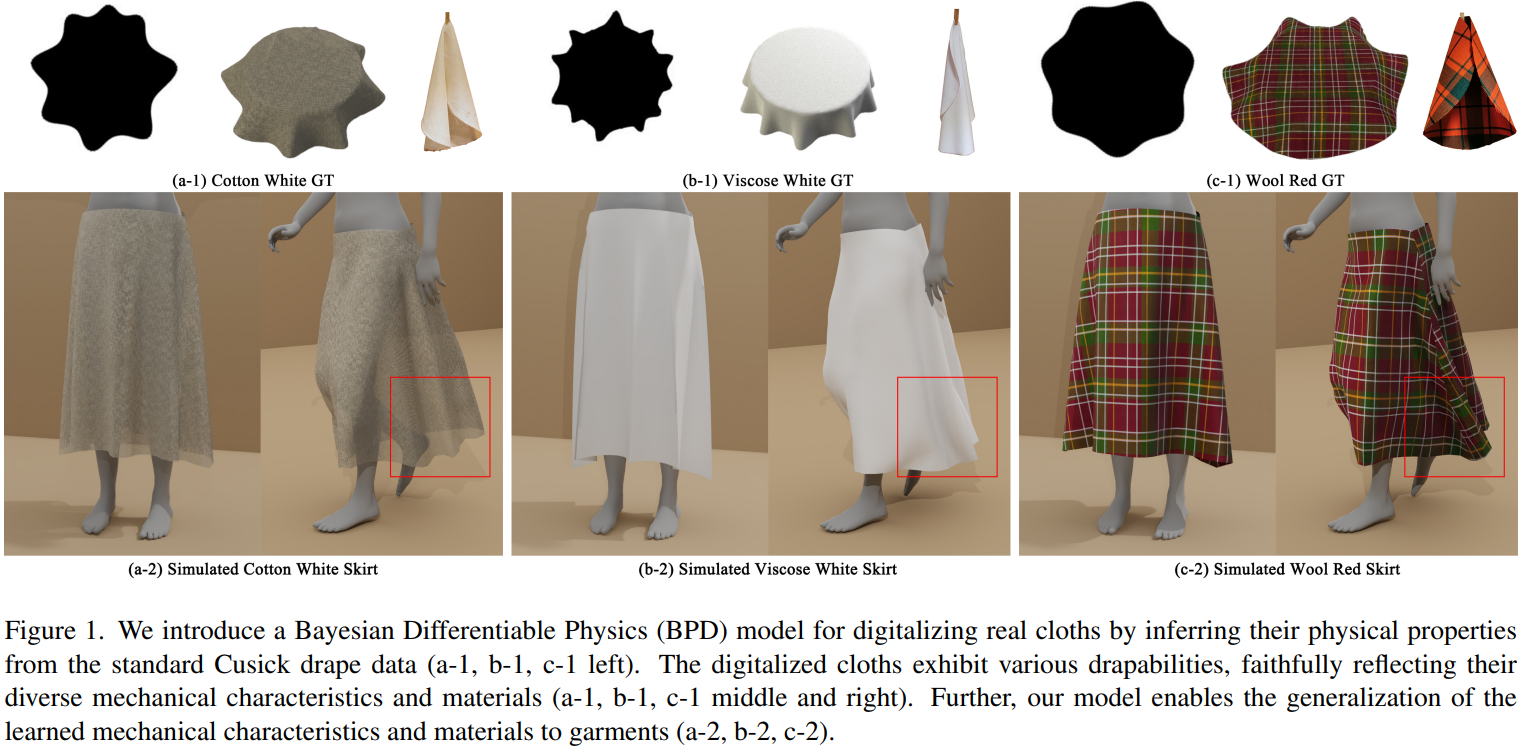 (a-1) Cotton White GT
(b-1) Viscose White GT
(c-1) Wool Red GT
(a-2) Simulated Cotton White Skirt
(b-2) Simulated Viscose White Skirt
(c-2) Simulated Wool Red Skirt
Figure 1. We introduce a Bayesian Differentiable Physics (BPD) model for digitalizing real cloths by inferring their physical properties
from the standard Cusick drape data (a-1, b-1, c-1 left). The digitalized cloths exhibit various drapabilities, faithfully reflecting their
diverse mechanical characteristics and materials (a-1, b-1, c-1 middle and right). Further, our model enables the generalization of the
learned mechanical characteristics and materials to garments (a-2, b-2, c-2).